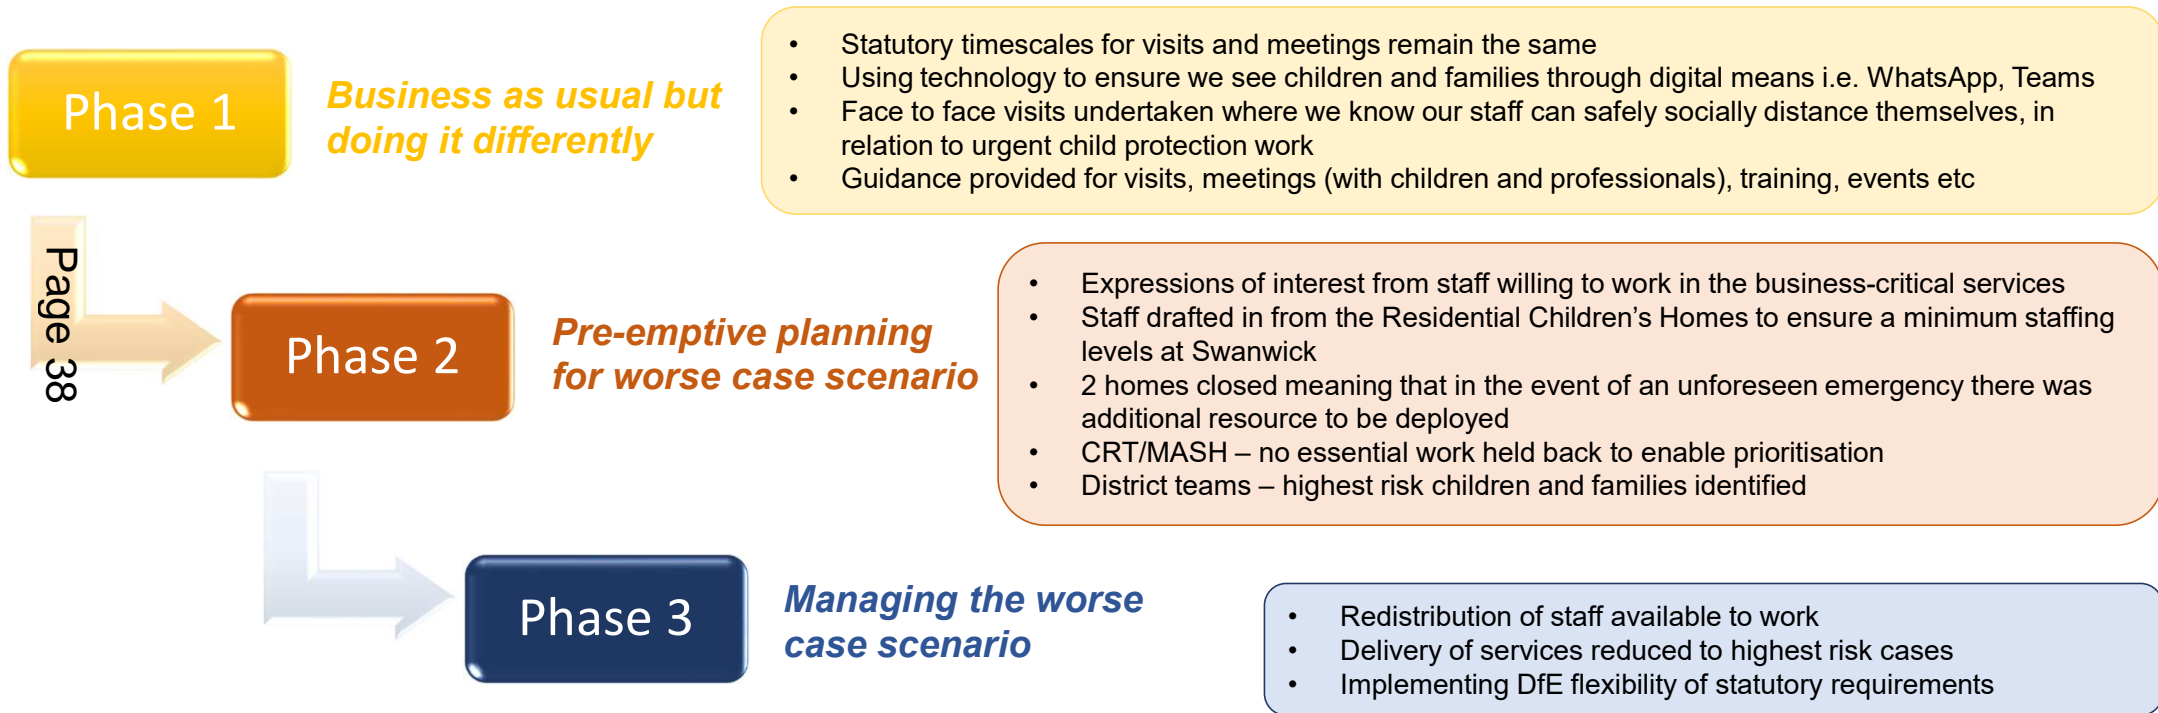 Phase 1
Business as usual but
doing it differently
• Statutory timescales for visits and meetings remain the same
• Using technology to ensure we see children and families through digital means i.e. WhatsApp, Teams
• Face to face visits undertaken where we know our staff can safely socially distance themselves, in
relation to urgent child protection work
• Guidance provided for visits, meetings (with children and professionals), training, events etc
Page 38
Phase 2
Pre-emptive planning
for worse case scenario
• Expressions of interest from staff willing to work in the business-critical services
• Staff drafted in from the Residential Children’s Homes to ensure a minimum staffing
levels at Swanwick
• 2 homes closed meaning that in the event of an unforeseen emergency there was
additional resource to be deployed
• CRT/MASH – no essential work held back to enable prioritisation
• District teams – highest risk children and families identified
Phase 3
Managing the worse
case scenario
• Redistribution of staff available to work
• Delivery of services reduced to highest risk cases
• Implementing DfE flexibility of statutory requirements